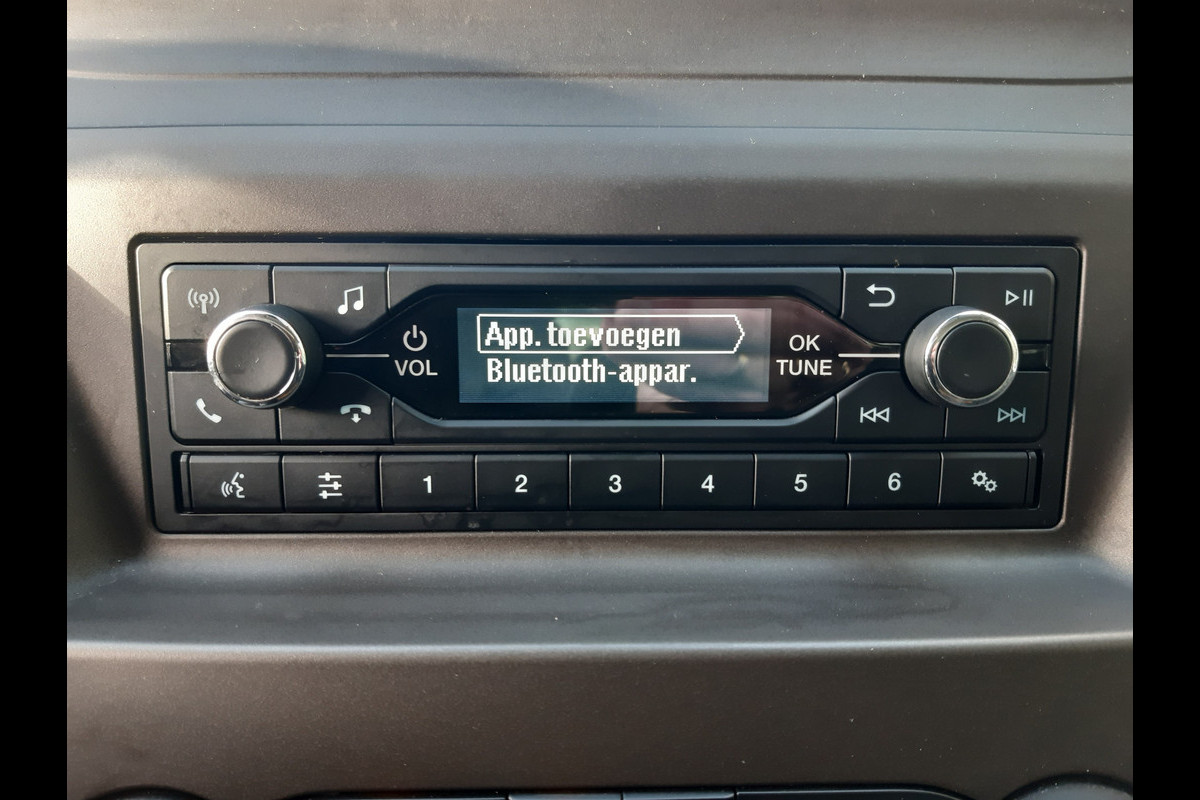 App. toevoegen
Bluetooth-appar.
VOL
OK
TUNE
1 2 3 4 5 6